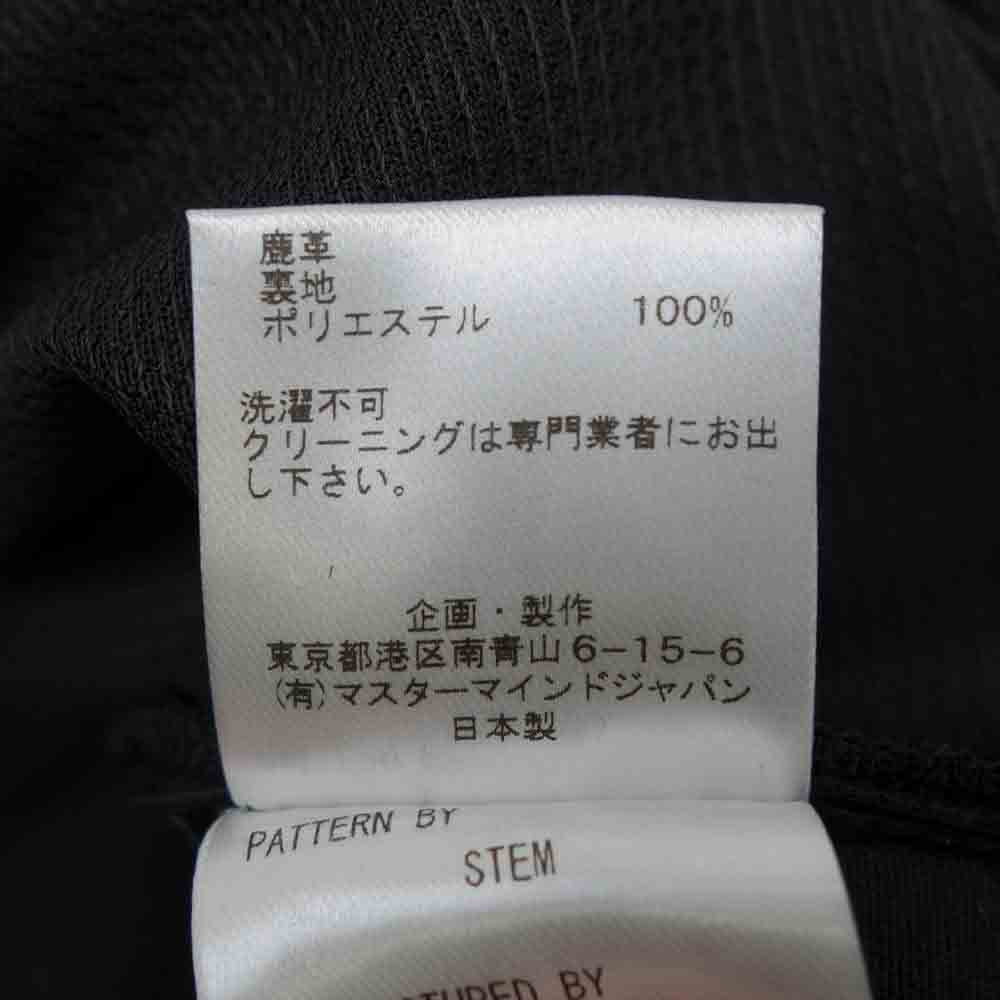 鹿革
裏地
ポリエステル 100%
洗濯不可
クリーニングは専門業者にお出
し下さい。
企画・製作
東京都港区南青山6-15-6
(有)マスターマインドジャパン
日本製
PATTERN BY
STEM
BY